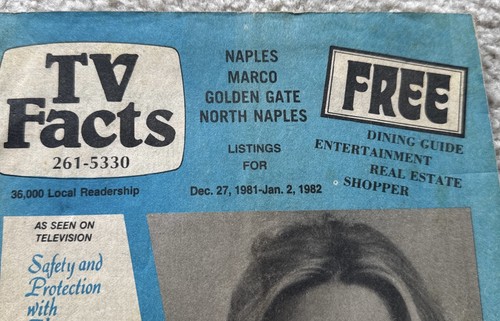 TV
Facts
261-5330
36,000 Local Readership
NAPLES
MARCO
GOLDEN GATE
NORTH NAPLES
LISTINGS
FOR
Dec. 27, 1981-Jan. 2, 1982
FREE
DINING GUIDE
ENTERTAINMENT
REAL ESTATE
SHOPPER
AS SEEN ON
TELEVISION
Safety and
Protection
with